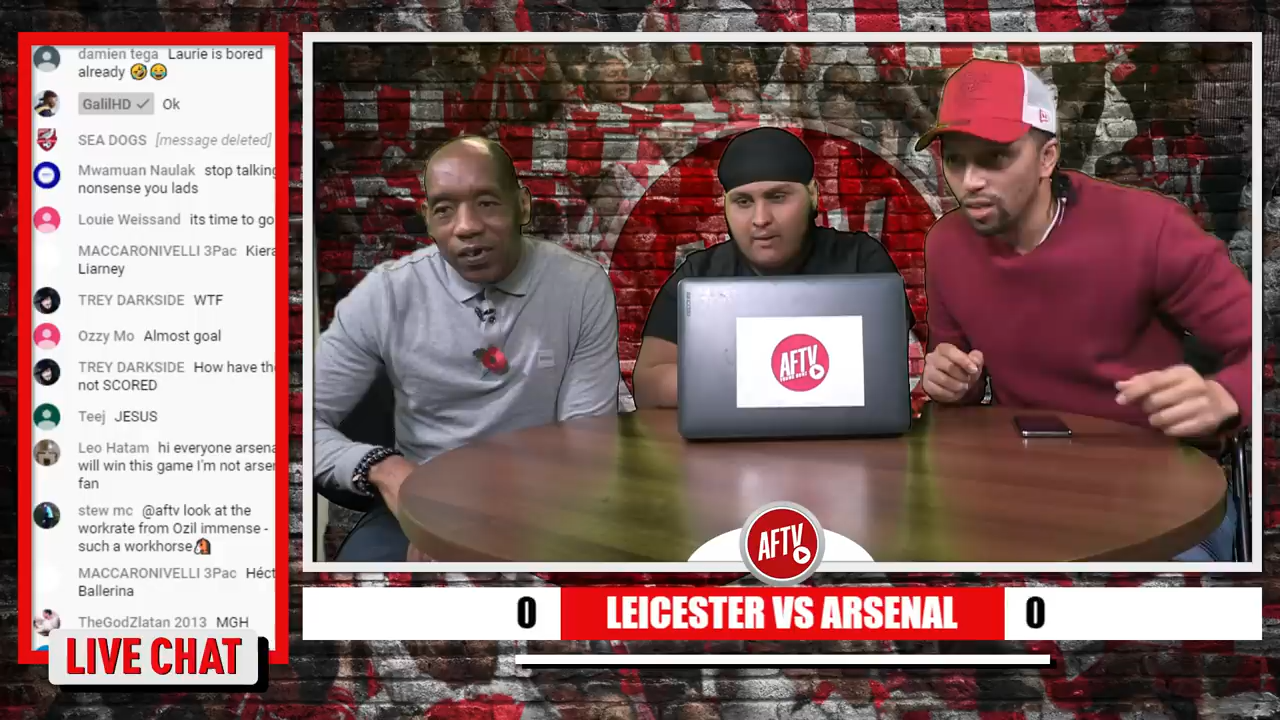 damien tega Laurie is bored
already 🤣😂
GalilHD ✓ Ok
SEA DOGS [message deleted]
Mwamuan Naulak stop talking
nonsense you lads
Louie Weissand its time to go
MACCARONIVELLI 3Pac Kiera
Liarney
TREY DARKSIDE WTF
Ozzy Mo Almost goal
TREY DARKSIDE How have th
not SCORED
Teej JESUS
Leo Hatam hi everyone arsena
will win this game I'm not arser
fan
stew mc @aftv look at the
workrate from Ozil immense -
such a workhorse🐴
MACCARONIVELLI 3Pac Héct
Ballerina
TheGodZlatan 2013 MGH
LIVE CHAT
AFTV
AFTV
0 LEICESTER VS ARSENAL 0